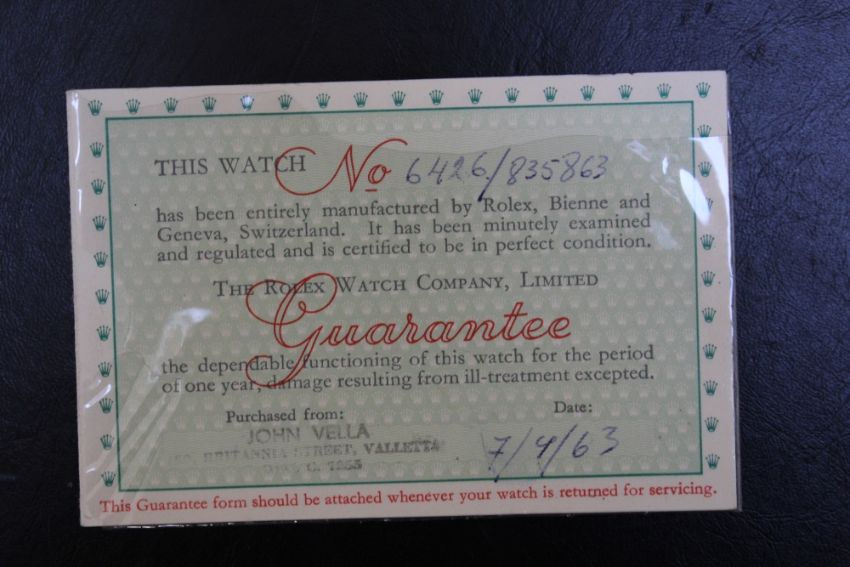 THIS WATCH No 6426/835863
has been entirely manufactured by Rolex, Bienne and
Geneva, Switzerland. It has been minutely examined
and regulated and is certified to be in perfect condition.
THE ROLEX WATCH COMPANY, LIMITED
Guarantee
the dependable functioning of this watch for the period
of one year, damage resulting from ill-treatment excepted.
Purchased from: Date:
JOHN VELLA
BRITANNIA STREET, VALLETTA
7/4/63
This Guarantee form should be attached whenever your watch is returned for servicing.